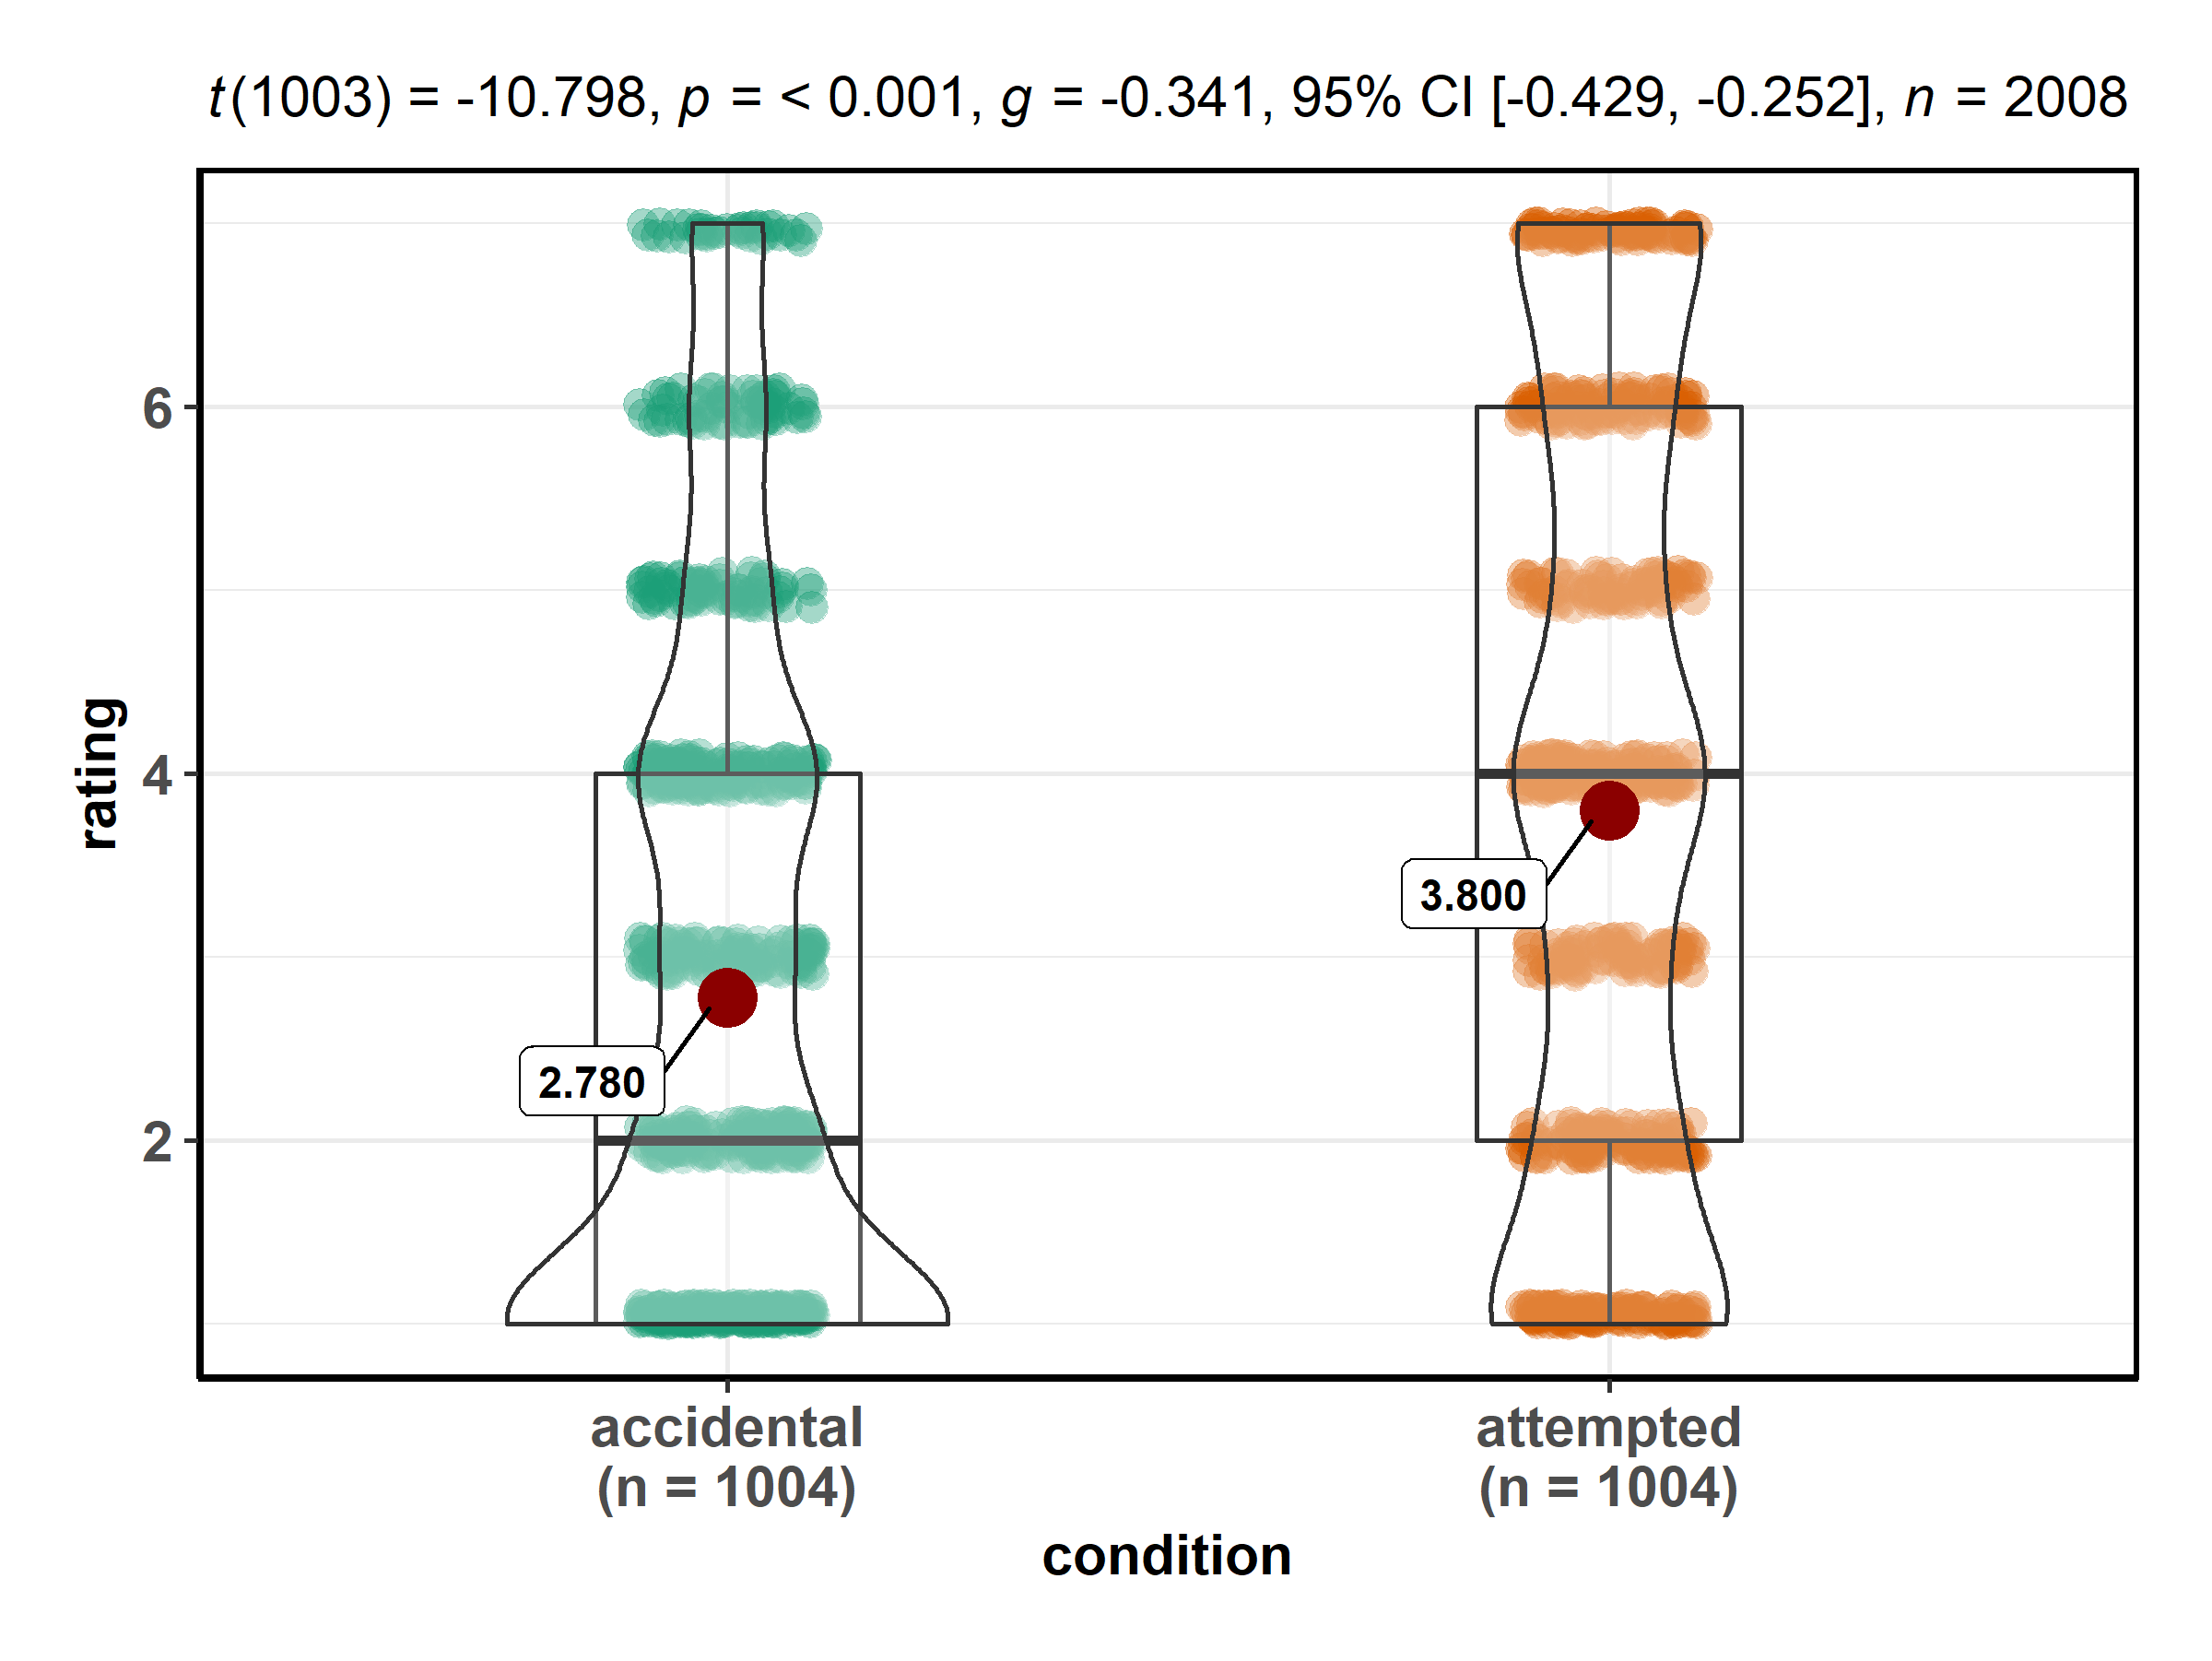 t(1003) = -10.798, p = < 0.001, g = -0.341, 95% CI [-0.429, -0.252], n = 2008
rating
6
4
2
2.780
3.800
accidental
(n = 1004)
attempted
(n = 1004)
condition